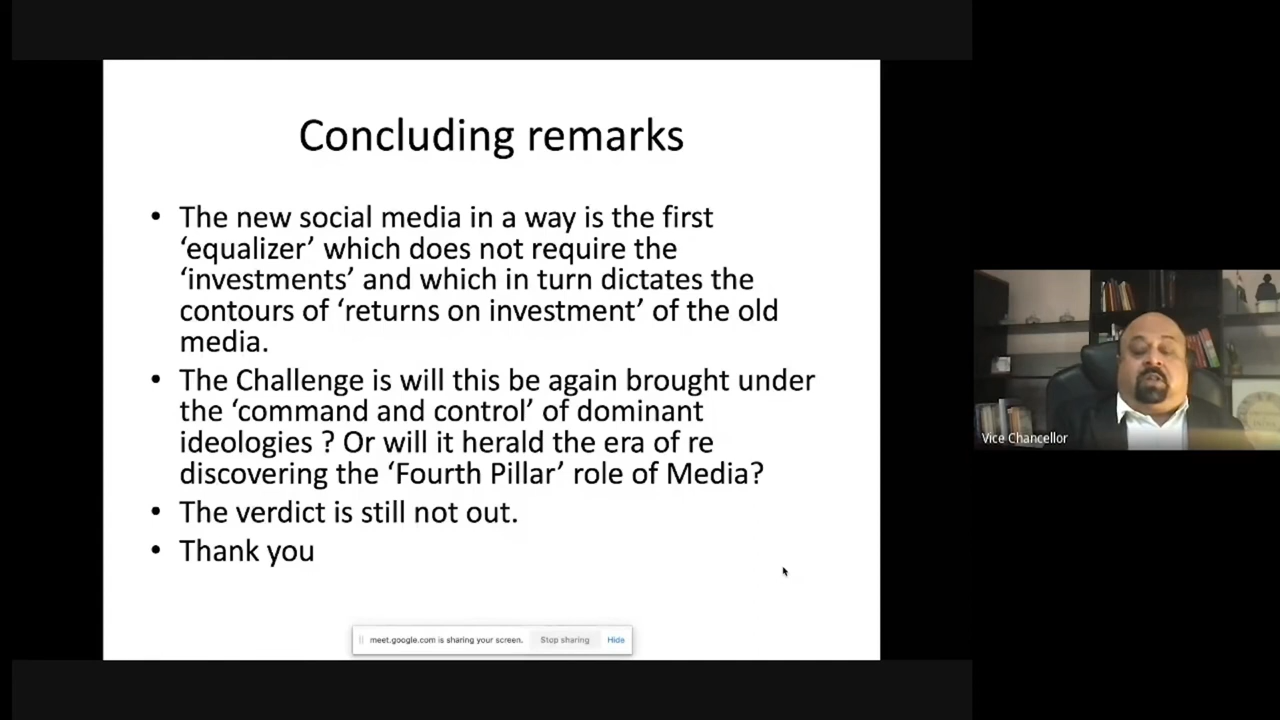 Concluding remarks
• The new social media in a way is the first
‘equalizer’ which does not require the
‘investments’ and which in turn dictates the
contours of ‘returns on investment’ of the old
media.
• The Challenge is will this be again brought under
the ‘command and control’ of dominant
ideologies ? Or will it herald the era of re
discovering the ‘Fourth Pillar’ role of Media?
• The verdict is still not out.
• Thank you
meet.google.com is sharing your screen. Stop sharing Hide
Vice Chancellor